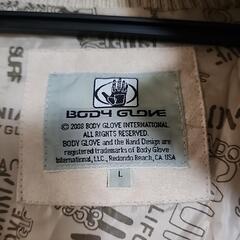 BODY GLOVE
© 2008 BODY GLOVE INTERNATIONAL.
ALL RIGHTS RESERVED.
BODY GLOVE and the Hand Design are
registered trademarks of Body Glove
International, LLC., Redondo Beach, CA. USA
L
SURF